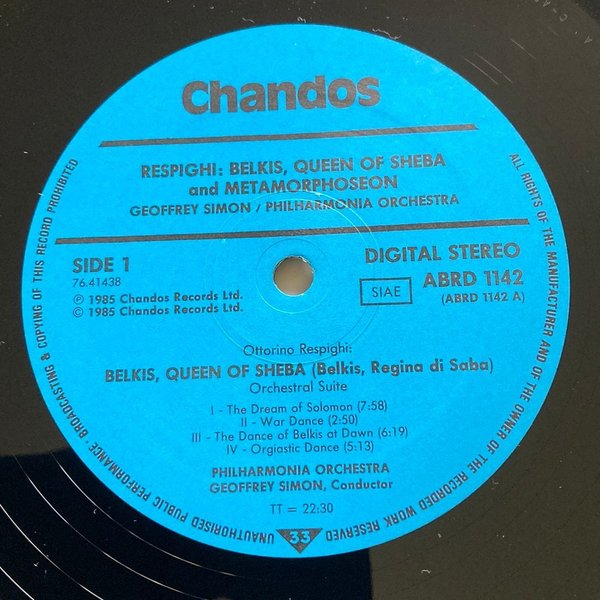 Chandos
RESPIGHI: BELKIS, QUEEN OF SHEBA
and METAMORPHOSEON
GEOFFREY SIMON / PHILHARMONIA ORCHESTRA
SIDE 1
76.41438
℗ 1985 Chandos Records Ltd.
© 1985 Chandos Records Ltd.
DIGITAL STEREO
SIAE
ABRD 1142
(ABRD 1142 A)
Ottorino Respighi:
BELKIS, QUEEN OF SHEBA (Belkis, Regina di Saba)
Orchestral Suite
I - The Dream of Solomon (7:58)
II - War Dance (2:50)
III - The Dance of Belkis at Dawn (6:19)
IV - Orgiastic Dance (5:13)
PHILHARMONIA ORCHESTRA
GEOFFREY SIMON, Conductor
TT = 22:30
33
ALL RIGHTS OF THE MANUFACTURER AND OF THE OWNER OF THE RECORDED WORK RESERVED
UNAUTHORISED PUBLIC PERFORMANCE BROADCASTING & COPYING OF THIS RECORD PROHIBITED